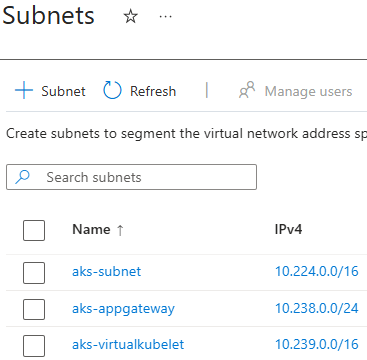 Subnets
+ Subnet Refresh Manage users
Create subnets to segment the virtual network address sp
Search subnets
Name ↑ IPv4
aks-subnet 10.224.0.0/16
aks-appgateway 10.238.0.0/24
aks-virtualkubelet 10.239.0.0/16